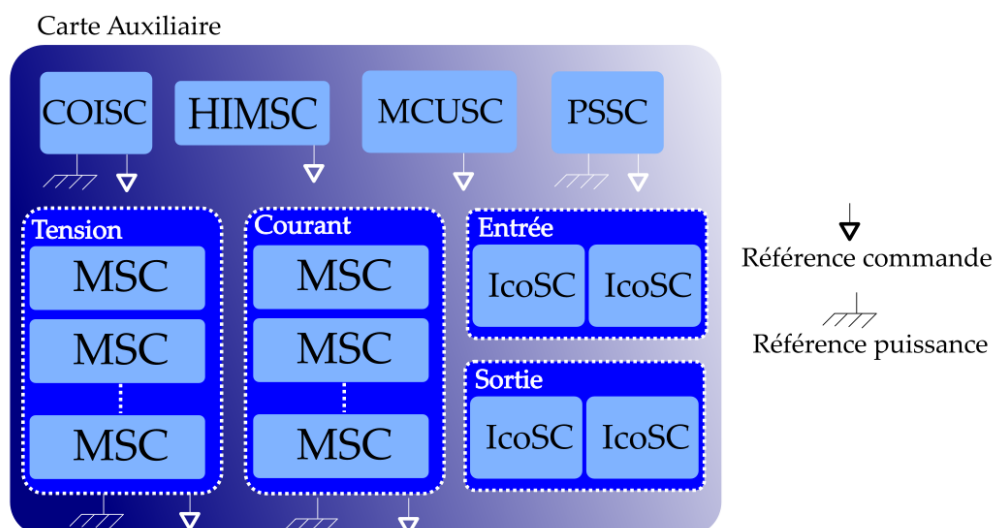 Carte Auxiliaire
COISC
HIMSC
MCUSC
PSSC
Tension
MSC
MSC
MSC
Courant
MSC
MSC
MSC
Entrée
IcoSC
IcoSC
Sortie
IcoSC
IcoSC
Référence commande
Référence puissance